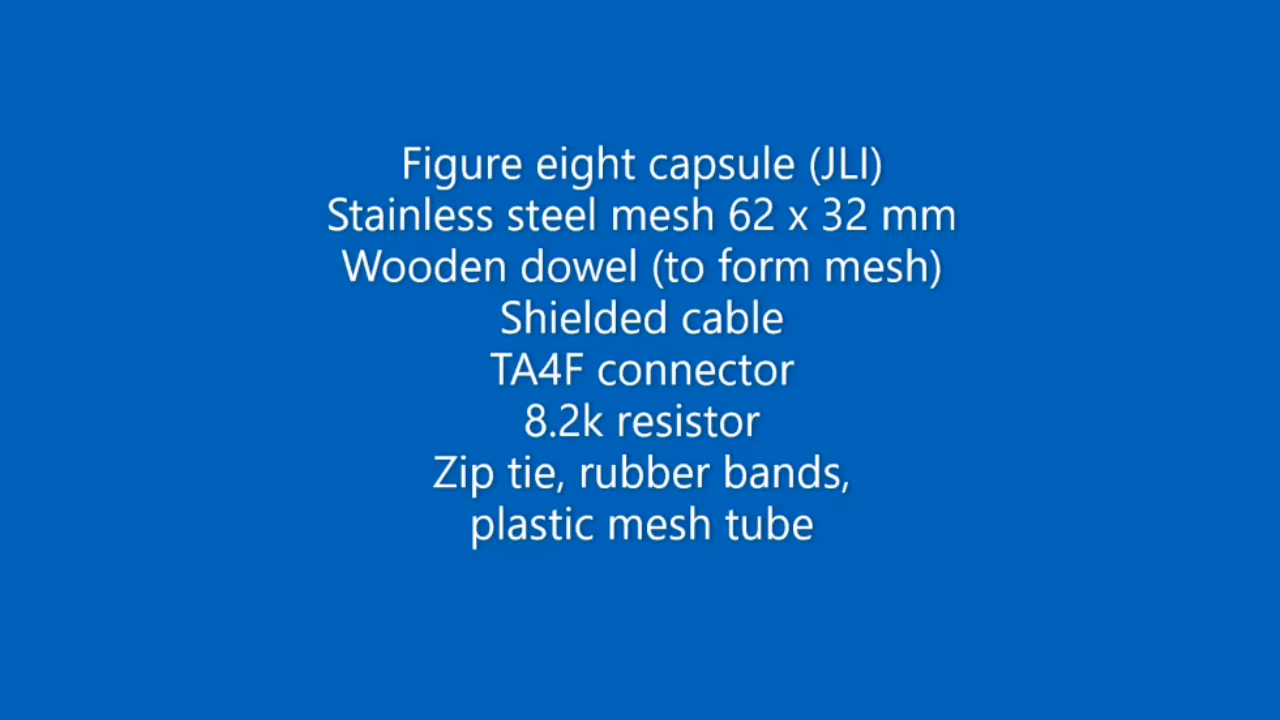 Figure eight capsule (JLI)
Stainless steel mesh 62 x 32 mm
Wooden dowel (to form mesh)
Shielded cable
TA4F connector
8.2k resistor
Zip tie, rubber bands,
plastic mesh tube